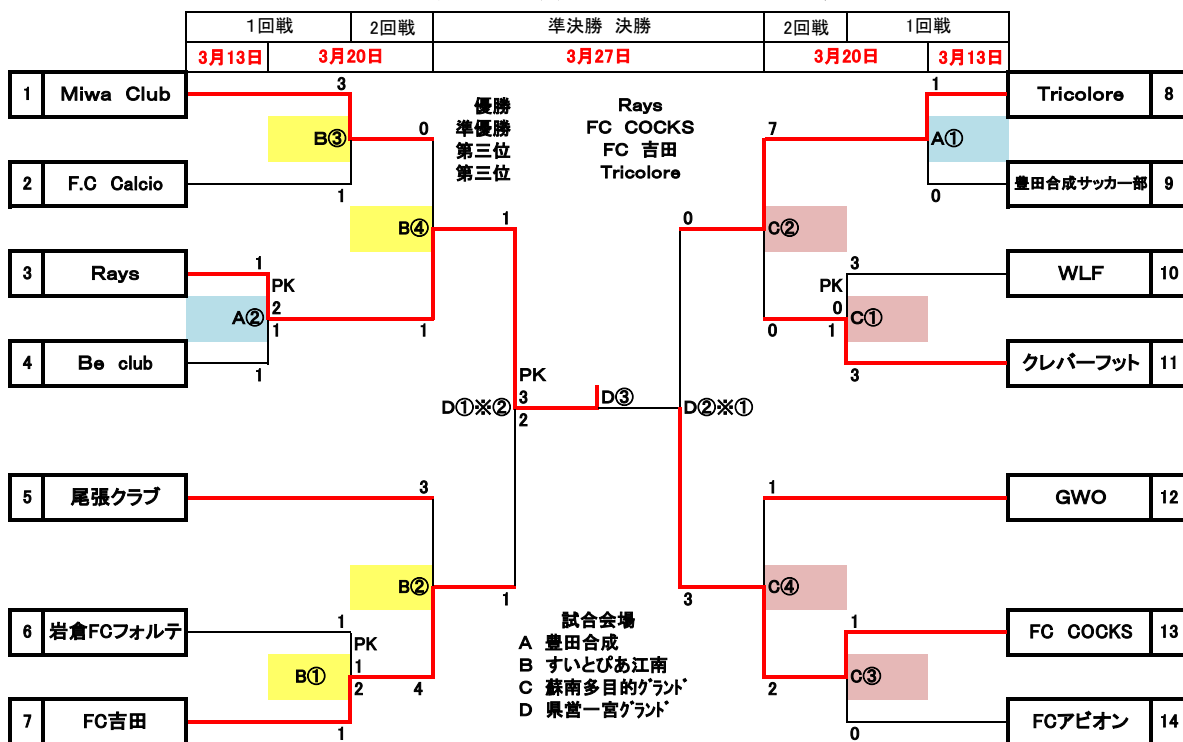 1回戦 2回戦 準決勝 決勝 2回戦 1回戦
3月13日 3月20日 3月27日 3月20日 3月13日
1 Miwa Club 3 1 Tricolore 8
優勝 Rays
準優勝 FC COCKS
第三位 FC 吉田
第三位 Tricolore
B③ 0 7 A①
2 F.C Calcio 1 0 豊田合成サッカー部 9
B④ 1 0 C②
3 Rays 1 PK 2 3 WLF 10
A② 1 1 PK 0 C①
0 1
4 Be club 1 3 クレバーフット 11
PK
D①※② 3 D③ D②※①
2
5 尾張クラブ 3 1 GWO 12
B② 1 3 C④
6 岩倉FCフォルテ 1 1 FC COCKS 13
PK
1
B① 2 4 2 C③
7 FC吉田 1 0 FCアビオン 14
試合会場
A 豊田合成
B すいとぴあ江南
C 蘇南多目的グランド
D 県営一宮グランド